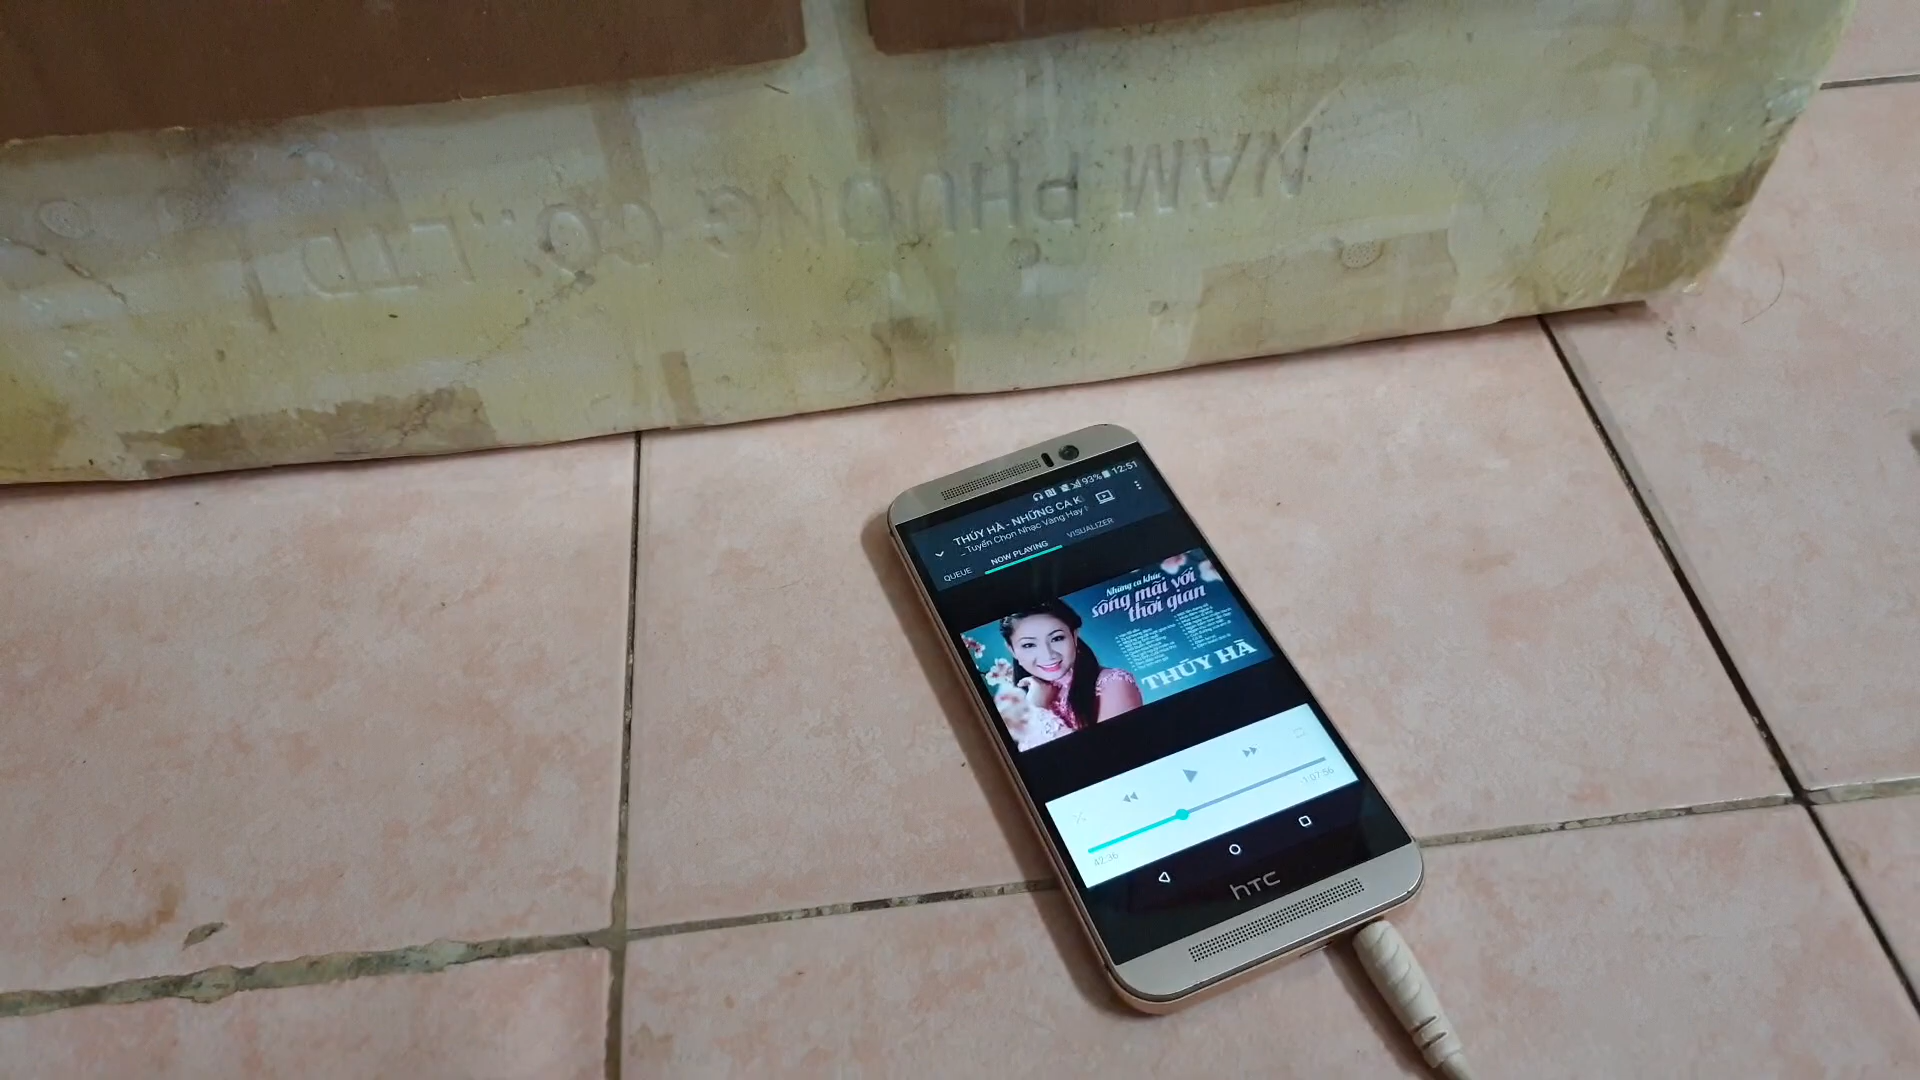 NAM PHƯƠNG CO., LTD
93% 12:51
THÚY HÀ - NHỮNG CA K
- Tuyển Chọn Nhạc Vàng Hay
QUEUE NOW PLAYING VISUALIZER
Những ca khúc
sống mãi với
thời gian
THÚY HÀ
42:36 -1:07:56
hTC